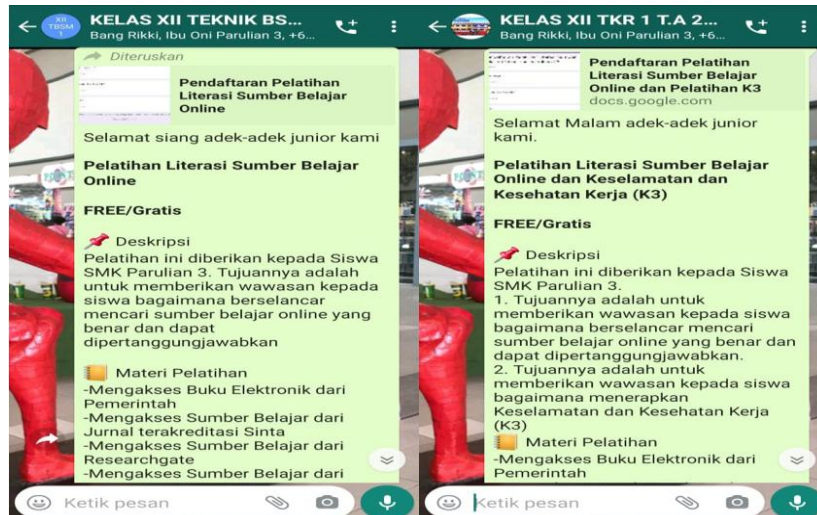 XII
TBSM
1
KELAS XII TEKNIK BS...
Bang Rikki, Ibu Oni Parulian 3, +6...
Diteruskan
Pendaftaran Pelatihan
Literasi Sumber Belajar
Online
Selamat siang adek-adek junior kami
Pelatihan Literasi Sumber Belajar
Online
FREE/Gratis
📌 Deskripsi
Pelatihan ini diberikan kepada Siswa
SMK Parulian 3. Tujuannya adalah
untuk memberikan wawasan kepada
siswa bagaimana berselancar
mencari sumber belajar online yang
benar dan dapat
dipertanggungjawabkan
📒 Materi Pelatihan
-Mengakses Buku Elektronik dari
Pemerintah
-Mengakses Sumber Belajar dari
Jurnal terakreditasi Sinta
-Mengakses Sumber Belajar dari
Researchgate
-Mengakses Sumber Belajar dari
Ketik pesan
KELAS XII TKR 1 T.A 2...
Bang Rikki, Ibu Oni Parulian 3, +6...
Pendaftaran Pelatihan
Literasi Sumber Belajar
Online dan Pelatihan K3
docs.google.com
Selamat Malam adek-adek junior
kami.
Pelatihan Literasi Sumber Belajar
Online dan Keselamatan dan
Kesehatan Kerja (K3)
FREE/Gratis
📌 Deskripsi
Pelatihan ini diberikan kepada Siswa
SMK Parulian 3.
1. Tujuannya adalah untuk
memberikan wawasan kepada siswa
bagaimana berselancar mencari
sumber belajar online yang benar dan
dapat dipertanggungjawabkan.
2. Tujuannya adalah untuk
memberikan wawasan kepada siswa
bagaimana menerapkan
Keselamatan dan Kesehatan Kerja
(K3)
📒 Materi Pelatihan
-Mengakses Buku Elektronik dari
Pemerintah
Ketik pesan